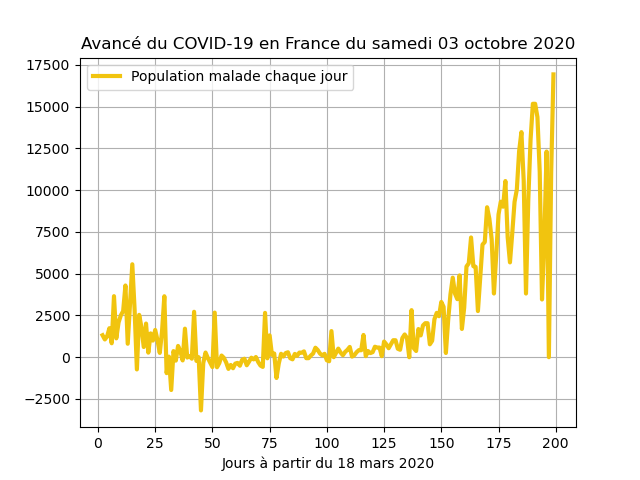 Avancé du COVID-19 en France du samedi 03 octobre 2020
Population malade chaque jour
17500
15000
12500
10000
7500
5000
2500
0
−2500
0 25 50 75 100 125 150 175 200
Jours à partir du 18 mars 2020